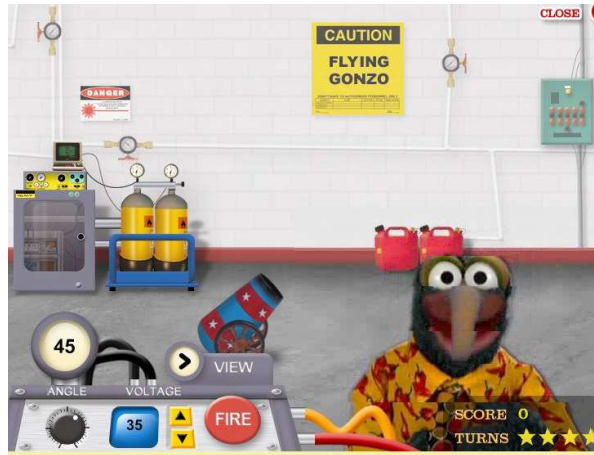 CLOSE
CAUTION
FLYING
GONZO
DANGER
45
VIEW
ANGLE
VOLTAGE
35
FIRE
SCORE 0
TURNS